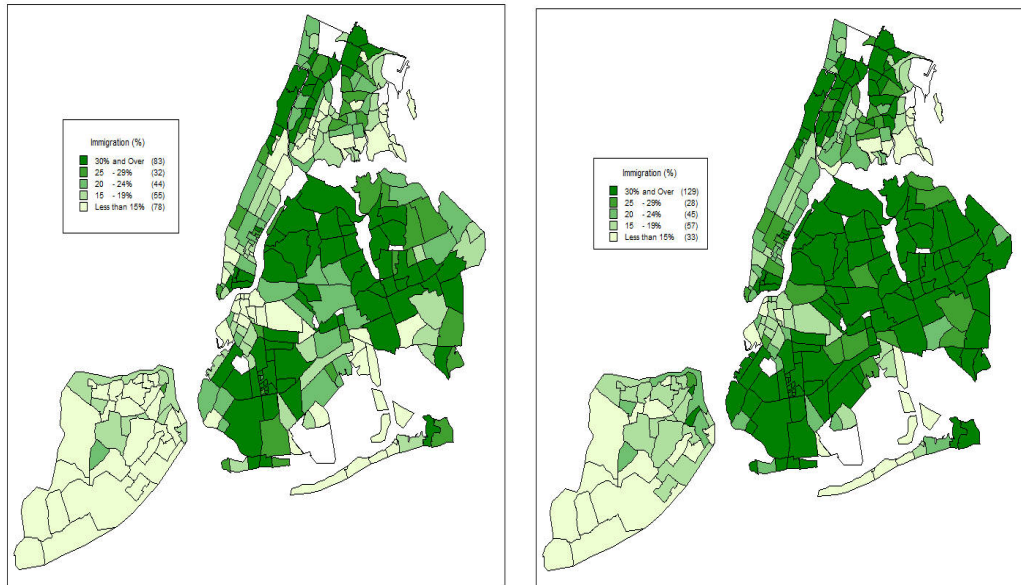 Immigration (%)
30% and Over (83)
25 - 29% (32)
20 - 24% (44)
15 - 19% (55)
Less than 15% (78)
Immigration (%)
30% and Over (129)
25 - 29% (28)
20 - 24% (45)
15 - 19% (57)
Less than 15% (33)